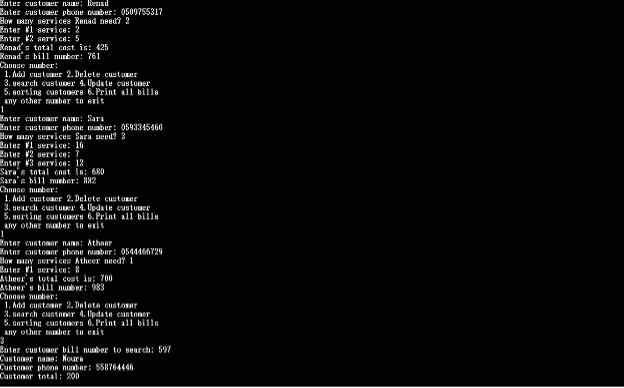 Enter customer name: Renad
Enter customer phone number: 0509755317
How many services Renad need? 2
Enter #1 service: 2
Enter #2 service: 5
Renad's total cost is: 425
Renad's bill number: 761
Choose number:
1.Add customer 2.Delete customer
3.search customer 4.Update customer
5.sorting customers 6.Print all bills
any other number to exit
1
Enter customer name: Sara
Enter customer phone number: 0593345460
How many services Sara need? 3
Enter #1 service: 16
Enter #2 service: 7
Enter #3 service: 12
Sara's total cost is: 680
Sara's bill number: 882
Choose number:
1.Add customer 2.Delete customer
3.search customer 4.Update customer
5.sorting customers 6.Print all bills
any other number to exit
1
Enter customer name: Atheer
Enter customer phone number: 0544466729
How many services Atheer need? 1
Enter #1 service: 8
Atheer's total cost is: 700
Atheer's bill number: 983
Choose number:
1.Add customer 2.Delete customer
3.search customer 4.Update customer
5.sorting customers 6.Print all bills
any other number to exit
3
Enter customer bill number to search: 597
Customer name: Noura
Customer phone number: 558764446
Customer total: 200